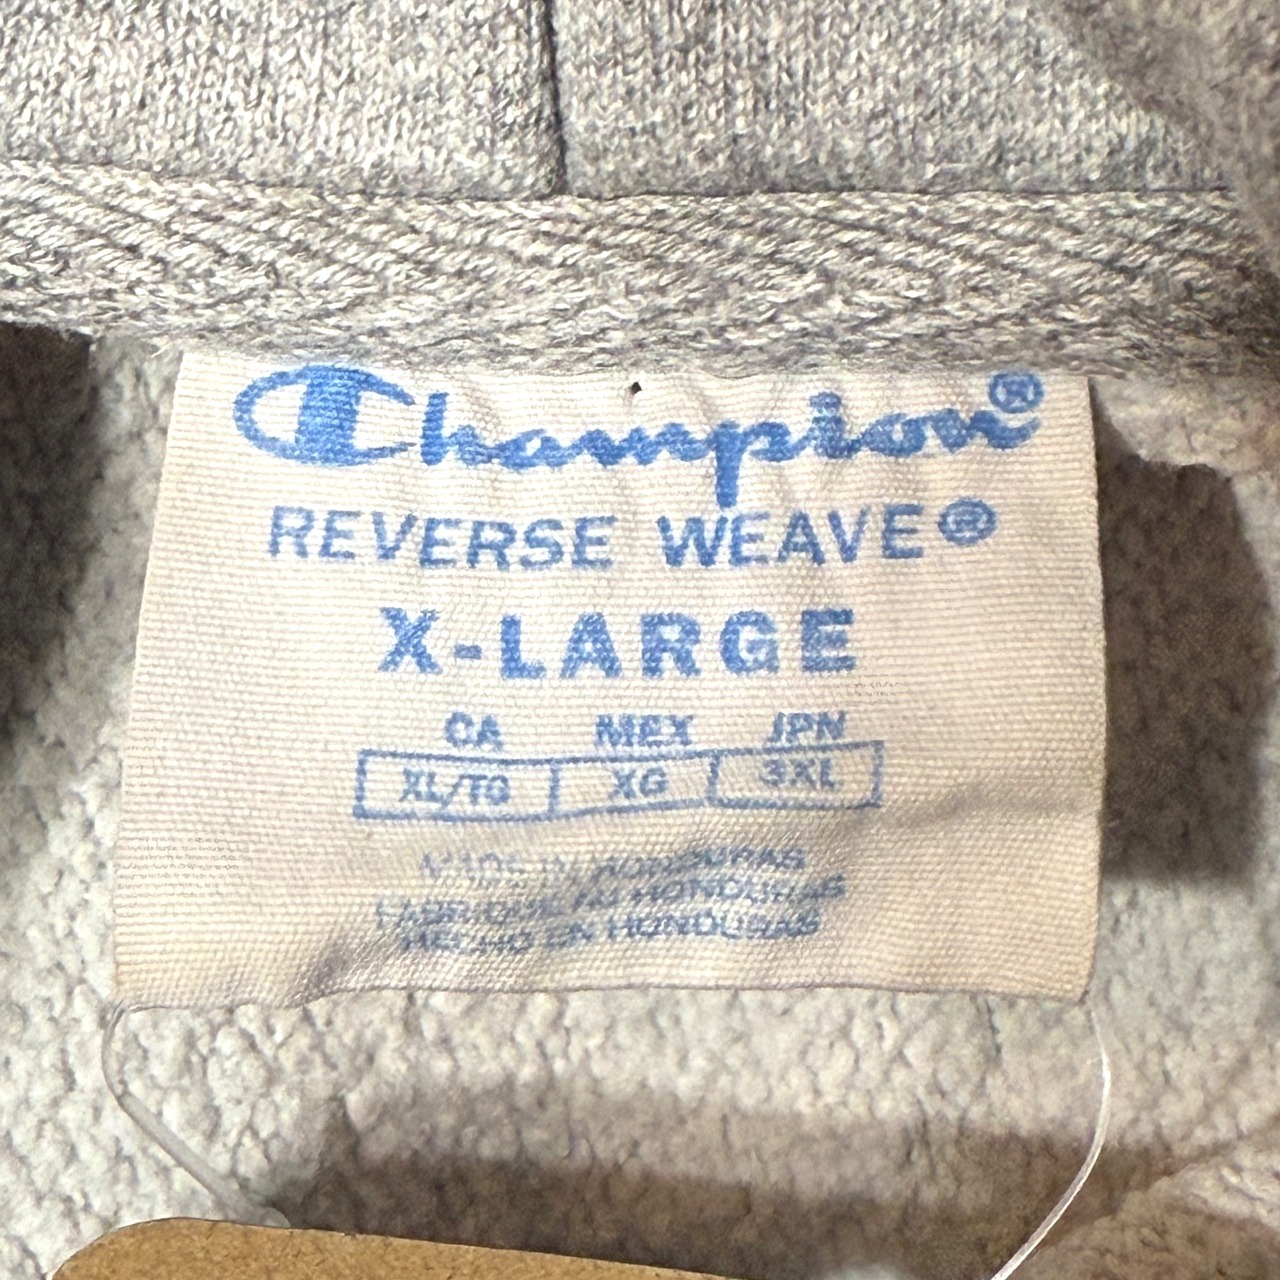 Champion®
REVERSE WEAVE®
X-LARGE
CA MEX JPN
XL/TG XG 3XL
MADE IN HONDURAS
FABRIQUÉ AU HONDURAS
HECHO EN HONDURAS